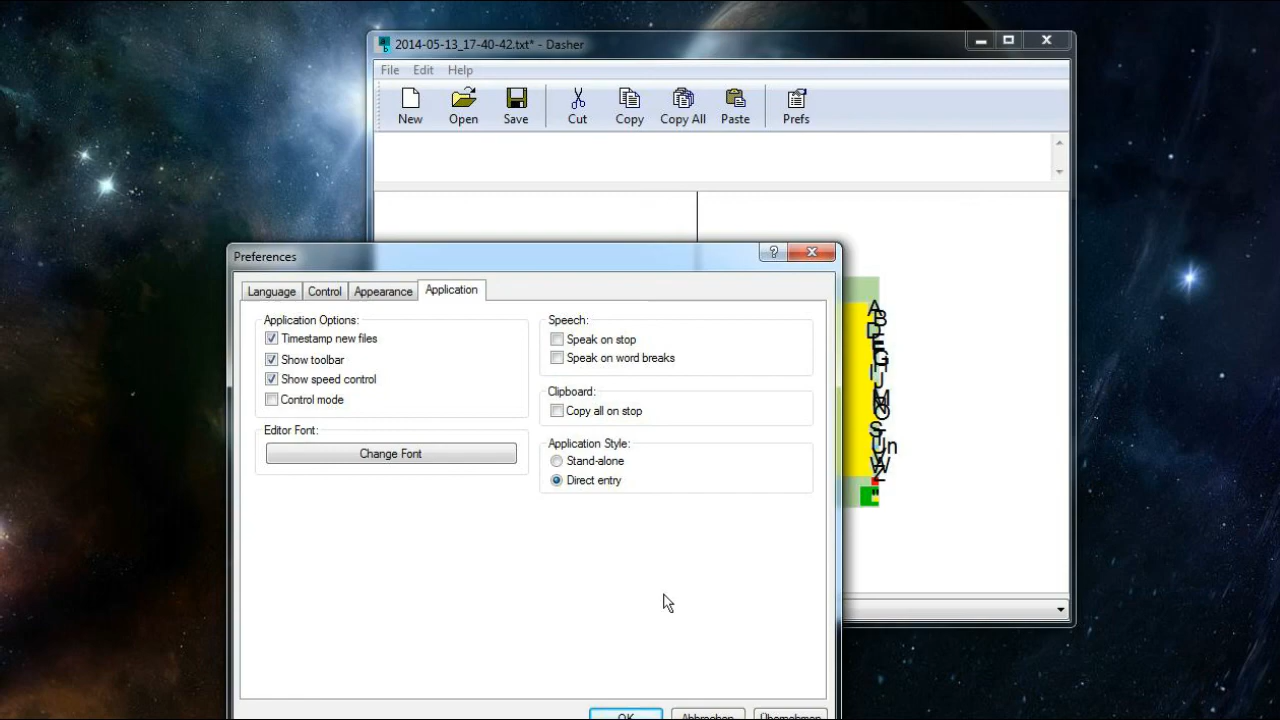 2014-05-13_17-40-42.txt* - Dasher
File Edit Help
New Open Save Cut Copy Copy All Paste Prefs
Preferences
Language Control Appearance Application
Application Options:
Timestamp new files
Show toolbar
Show speed control
Control mode
Editor Font:
Change Font
Speech:
Speak on stop
Speak on word breaks
Clipboard:
Copy all on stop
Application Style:
Stand-alone
Direct entry
OK Abbrechen Übernehmen